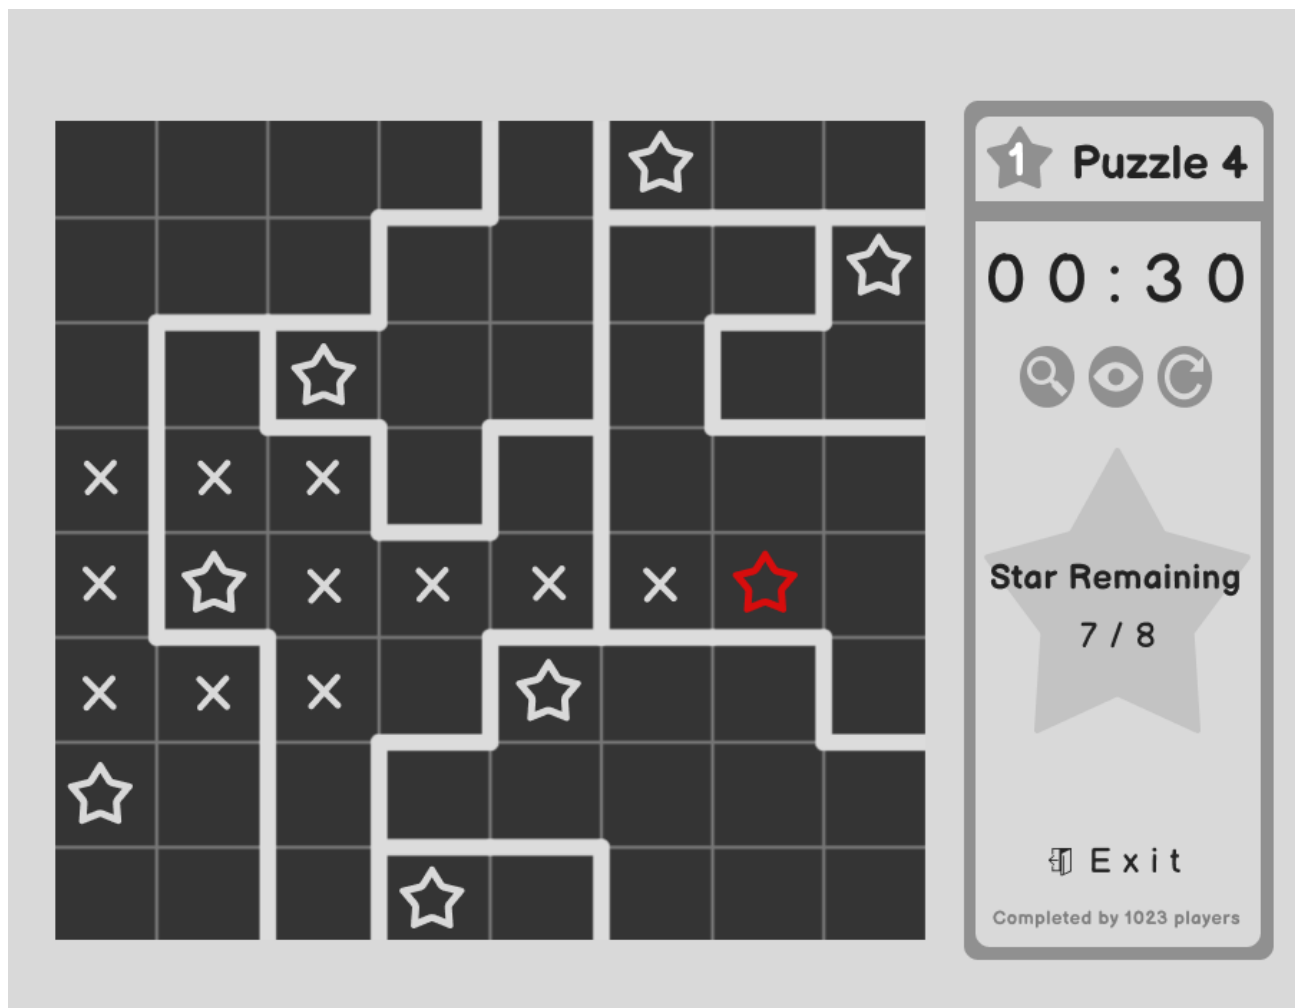 1 Puzzle 4
00:30
Star Remaining
7 / 8
Exit
Completed by 1023 players